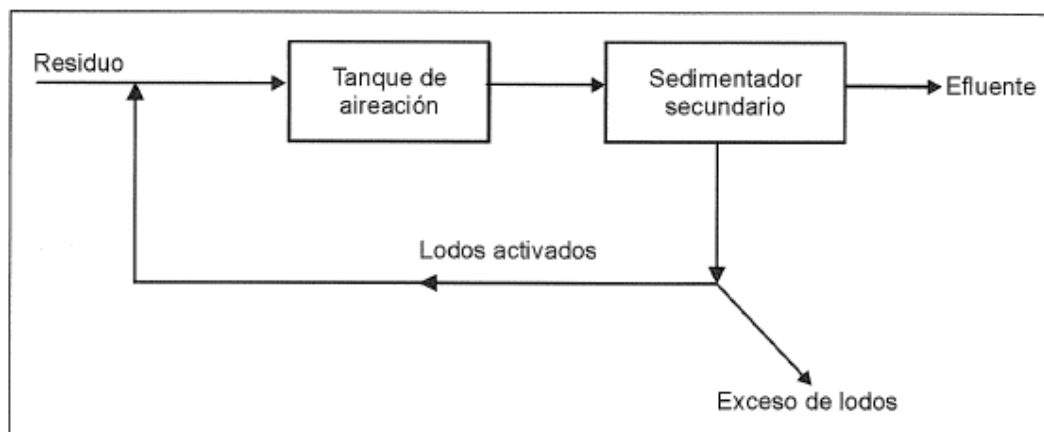 Residuo
Tanque de
aireación
Sedimentador
secundario
Efluente
Lodos activados
Exceso de lodos